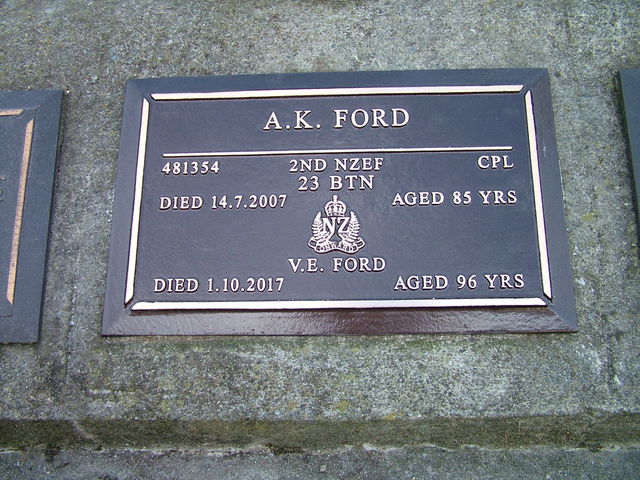 A.K. FORD
481354 2ND NZEF CPL
23 BTN
DIED 14.7.2007 AGED 85 YRS
NZ
ONWARD
V.E. FORD
DIED 1.10.2017 AGED 96 YRS